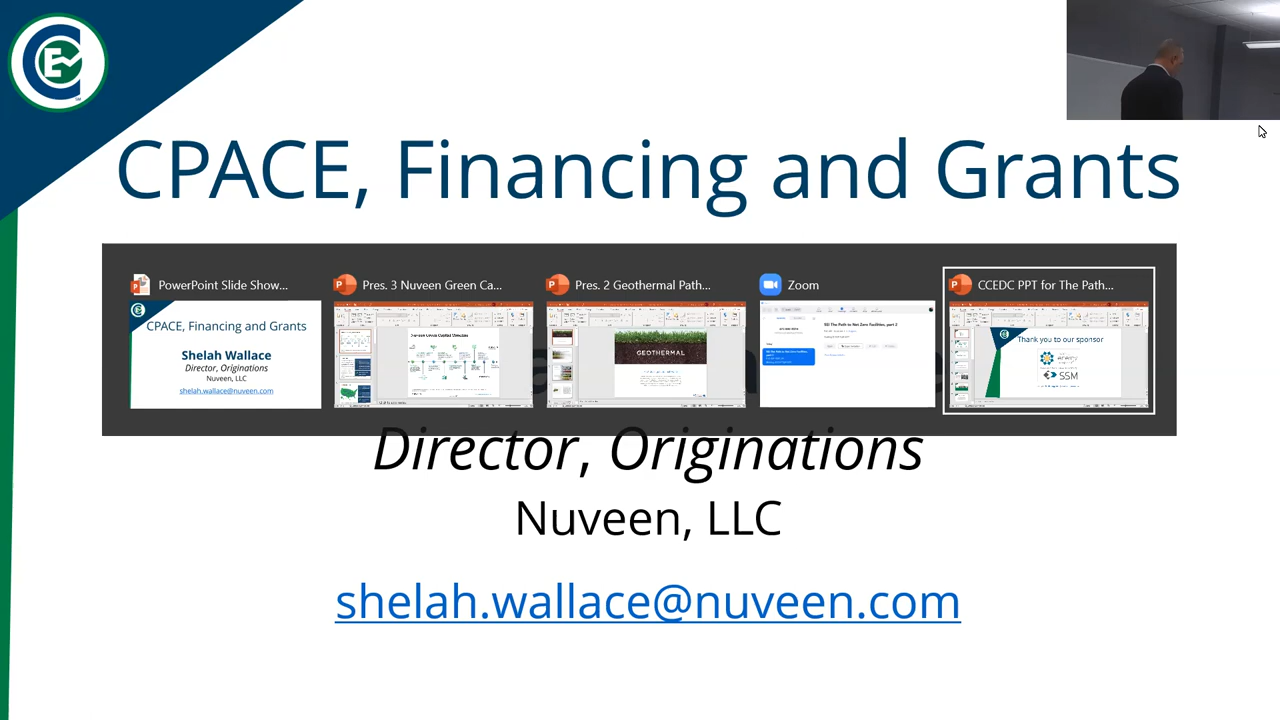 CPACE, Financing and Grants
PowerPoint Slide Show...
Pres. 3 Nuveen Green Ca...
Pres. 2 Geothermal Path...
Zoom
CCEDC PPT for The Path...
CPACE, Financing and Grants
Shelah Wallace
Director, Originations
Nuveen, LLC
shelah.wallace@nuveen.com
GEOTHERMAL
Thank you to our sponsor
SSM
Director, Originations
Nuveen, LLC
shelah.wallace@nuveen.com